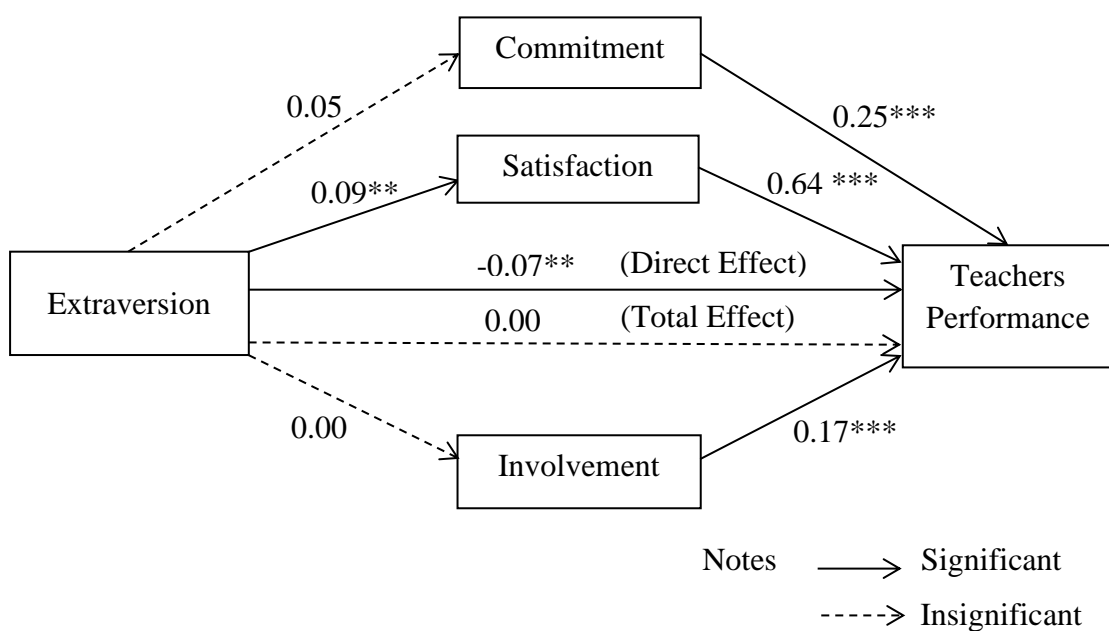 Commitment
0.05
0.25***
Satisfaction
0.09**
0.64 ***
Extraversion
-0.07** (Direct Effect)
0.00 (Total Effect)
Teachers
Performance
0.00
0.17***
Involvement
Notes
Significant
Insignificant